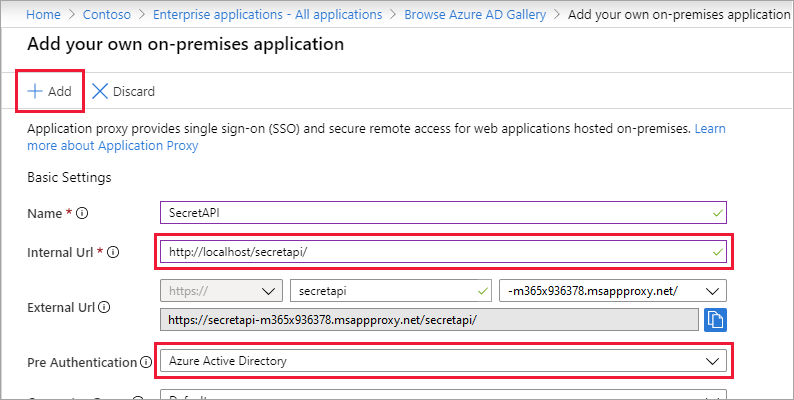 Home > Contoso > Enterprise applications - All applications > Browse Azure AD Gallery > Add your own on-premises application
Add your own on-premises application
Add Discard
Application proxy provides single sign-on (SSO) and secure remote access for web applications hosted on-premises. Learn
more about Application Proxy
Basic Settings
Name * SecretAPI
Internal Url * http://localhost/secretapi/
External Url https:// secretapi -m365x936378.msappproxy.net/
https://secretapi-m365x936378.msappproxy.net/secretapi/
Pre Authentication Azure Active Directory